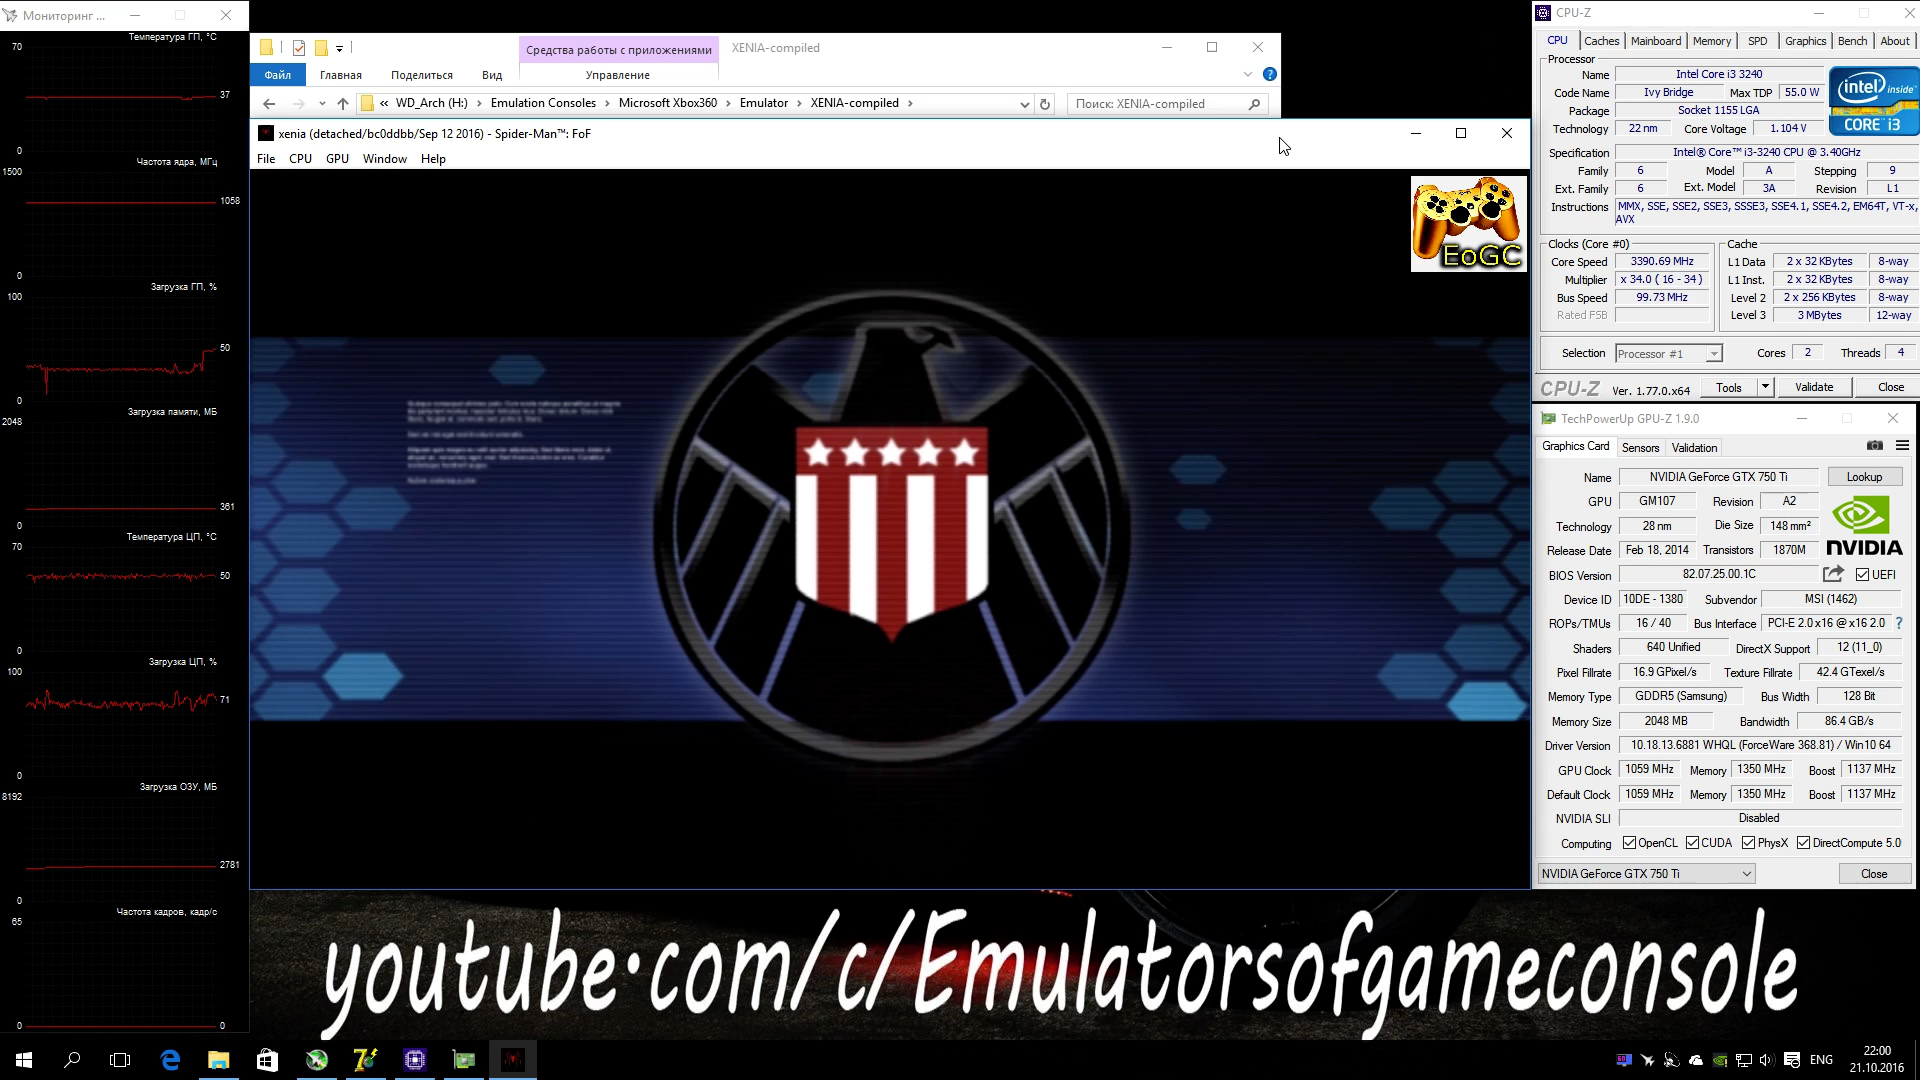 Мониторинг ...
Температура ГП, °C
70
37
0
Частота ядра, МГц
1500
1058
0
Загрузка ГП, %
100
50
0
Загрузка памяти, МБ
2048
361
0
Температура ЦП, °C
70
50
0
Загрузка ЦП, %
100
71
0
Загрузка ОЗУ, МБ
8192
2781
0
Частота кадров, кадр/с
65
0
0
Средства работы с приложениями XENIA-compiled
Файл Главная Поделиться Вид Управление
« WD_Arch (H:) Emulation Consoles Microsoft Xbox360 Emulator XENIA-compiled Поиск: XENIA-compiled
xenia (detached/bc0ddbb/Sep 12 2016) - Spider-Man™: FoF
File CPU GPU Window Help
EoGC
youtube.com/c/Emulatorsofgameconsole
CPU-Z
CPU Caches Mainboard Memory SPD Graphics Bench About
Processor
Name Intel Core i3 3240
Code Name Ivy Bridge Max TDP 55.0 W
Package Socket 1155 LGA
Technology 22 nm Core Voltage 1.104 V
intel inside™
CORE i3
Specification Intel® Core™ i3-3240 CPU @ 3.40GHz
Family 6 Model A Stepping 9
Ext. Family 6 Ext. Model 3A Revision L1
Instructions MMX, SSE, SSE2, SSE3, SSSE3, SSE4.1, SSE4.2, EM64T, VT-x,
AVX
Clocks (Core #0) Cache
Core Speed 3390.69 MHz L1 Data 2 x 32 KBytes 8-way
Multiplier x 34.0 ( 16 - 34 ) L1 Inst. 2 x 32 KBytes 8-way
Bus Speed 99.73 MHz Level 2 2 x 256 KBytes 8-way
Rated FSB Level 3 3 MBytes 12-way
Selection Processor #1 Cores 2 Threads 4
CPU-Z Ver. 1.77.0.x64 Tools Validate Close
TechPowerUp GPU-Z 1.9.0
Graphics Card Sensors Validation
Name NVIDIA GeForce GTX 750 Ti Lookup
GPU GM107 Revision A2
Technology 28 nm Die Size 148 mm²
Release Date Feb 18, 2014 Transistors 1870M
NVIDIA
BIOS Version 82.07.25.00.1C UEFI
Device ID 10DE - 1380 Subvendor MSI (1462)
ROPs/TMUs 16 / 40 Bus Interface PCI-E 2.0 x16 @ x16 2.0 ?
Shaders 640 Unified DirectX Support 12 (11_0)
Pixel Fillrate 16.9 GPixel/s Texture Fillrate 42.4 GTexel/s
Memory Type GDDR5 (Samsung) Bus Width 128 Bit
Memory Size 2048 MB Bandwidth 86.4 GB/s
Driver Version 10.18.13.6881 WHQL (ForceWare 368.81) / Win10 64
GPU Clock 1059 MHz Memory 1350 MHz Boost 1137 MHz
Default Clock 1059 MHz Memory 1350 MHz Boost 1137 MHz
NVIDIA SLI Disabled
Computing OpenCL CUDA PhysX DirectCompute 5.0
NVIDIA GeForce GTX 750 Ti Close
ENG
22:00
21.10.2016